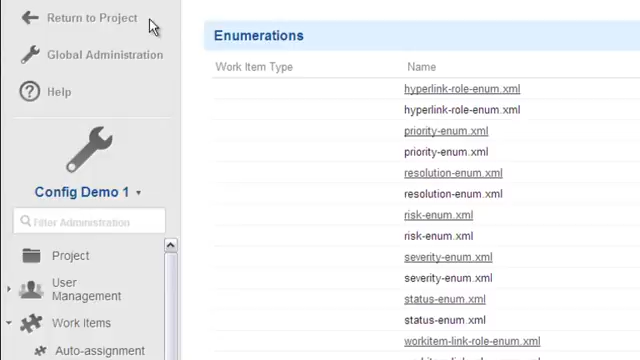 Return to Project
Global Administration
Help
Config Demo 1
Filter Administration
Project
User
Management
Work Items
Auto-assignment
Enumerations
Work Item Type Name
hyperlink-role-enum.xml
hyperlink-role-enum.xml
priority-enum.xml
priority-enum.xml
resolution-enum.xml
resolution-enum.xml
risk-enum.xml
risk-enum.xml
severity-enum.xml
severity-enum.xml
status-enum.xml
status-enum.xml
workitem-link-role-enum.xml